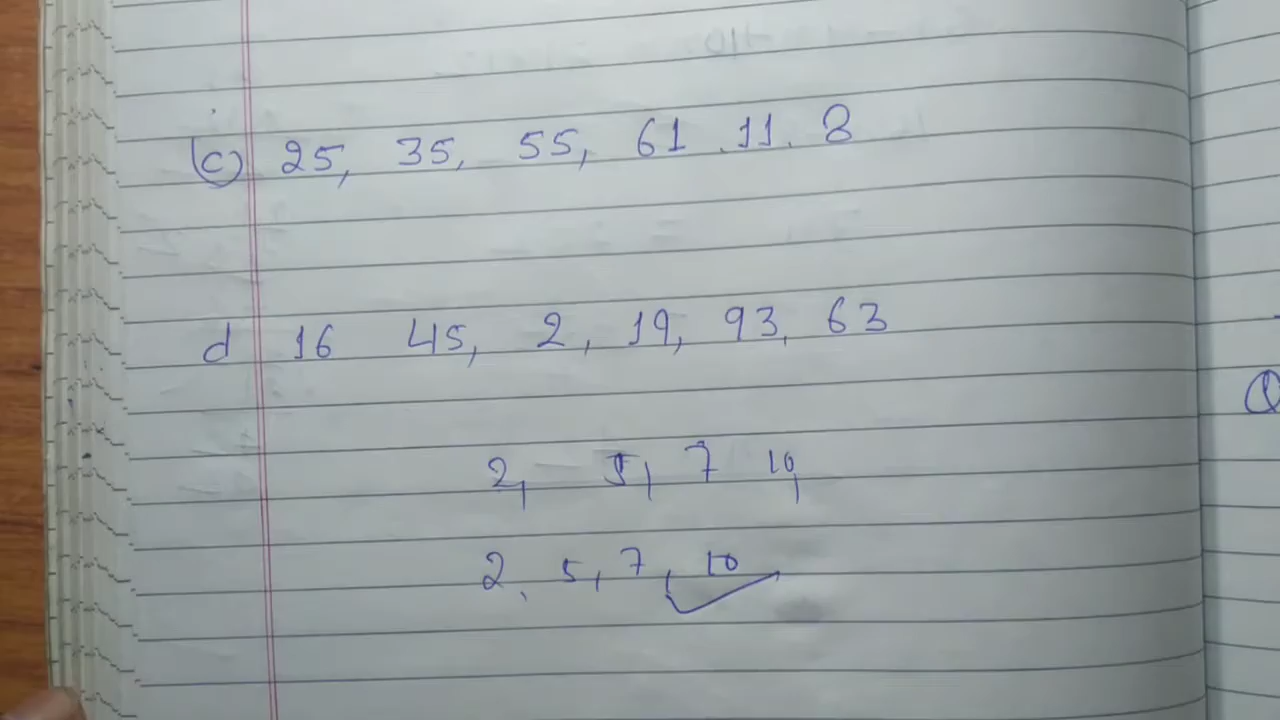 (c) 25, 35, 55, 61, 11, 8
d 16 45, 2, 19, 93, 63
2, 5, 7 10,
2, 5, 7, 10